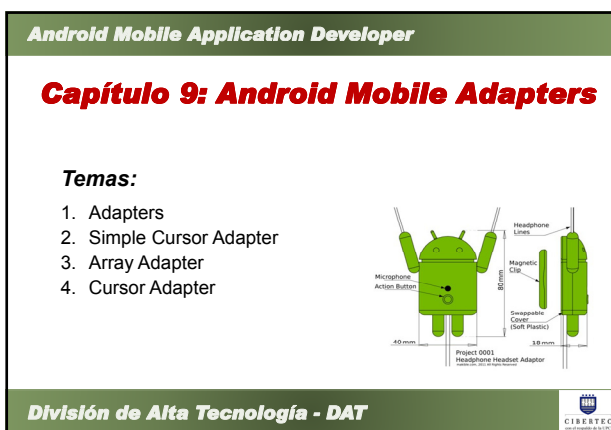 Android Mobile Application Developer
Capítulo 9: Android Mobile Adapters
Temas:
1. Adapters
2. Simple Cursor Adapter
3. Array Adapter
4. Cursor Adapter
Headphone
Lines
Magnetic
Clip
Microphone
Action Button
80mm
Swappable
Cover
(Soft Plastic)
40 mm
18 mm
Project 0001
Headphone Headset Adaptor
División de Alta Tecnología - DAT
CIBERTEC